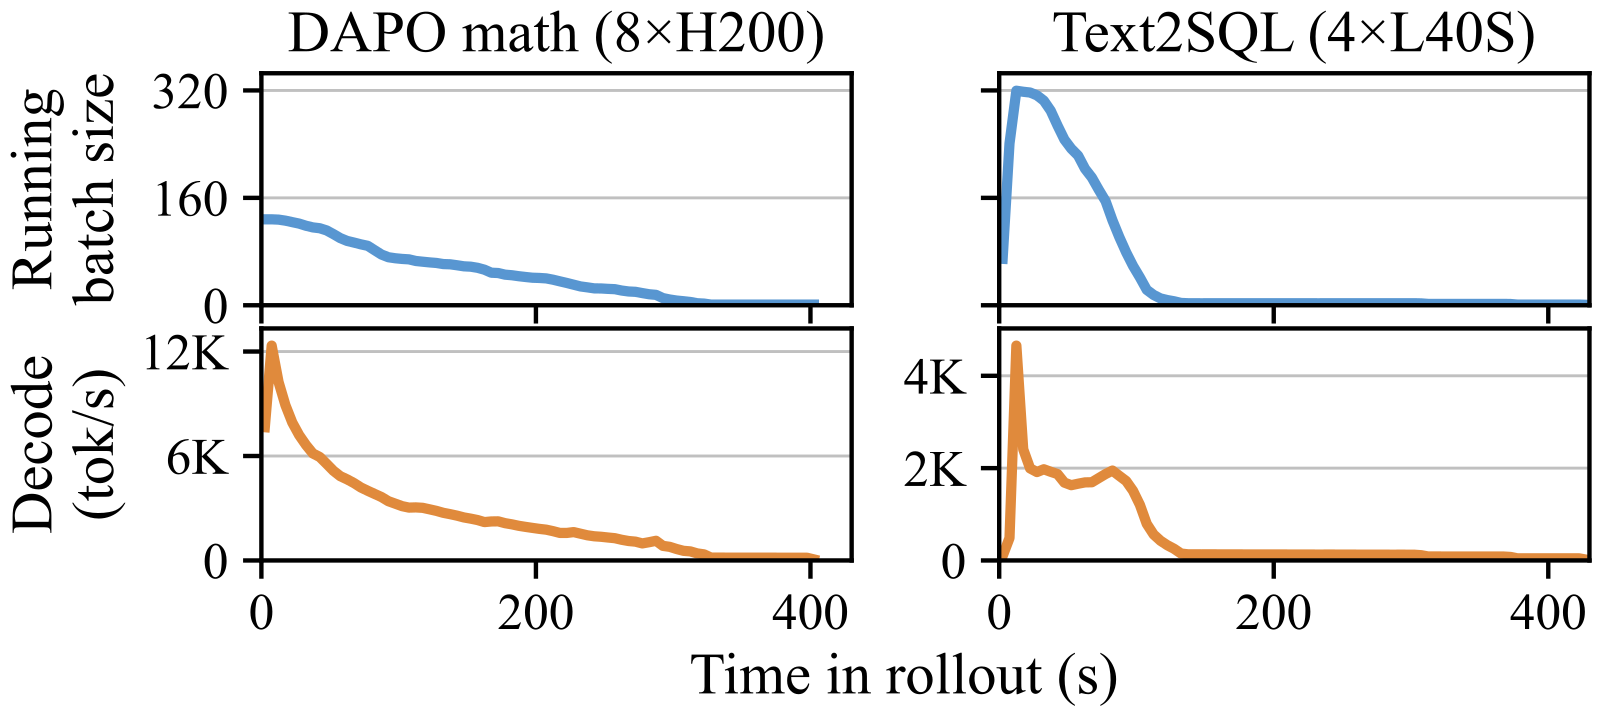 DAPO math (8×H200)
Text2SQL (4×L40S)
Running
batch size
320
160
0
Decode
(tok/s)
12K
6K
0
4K
2K
0
0
200
400
0
200
400
Time in rollout (s)